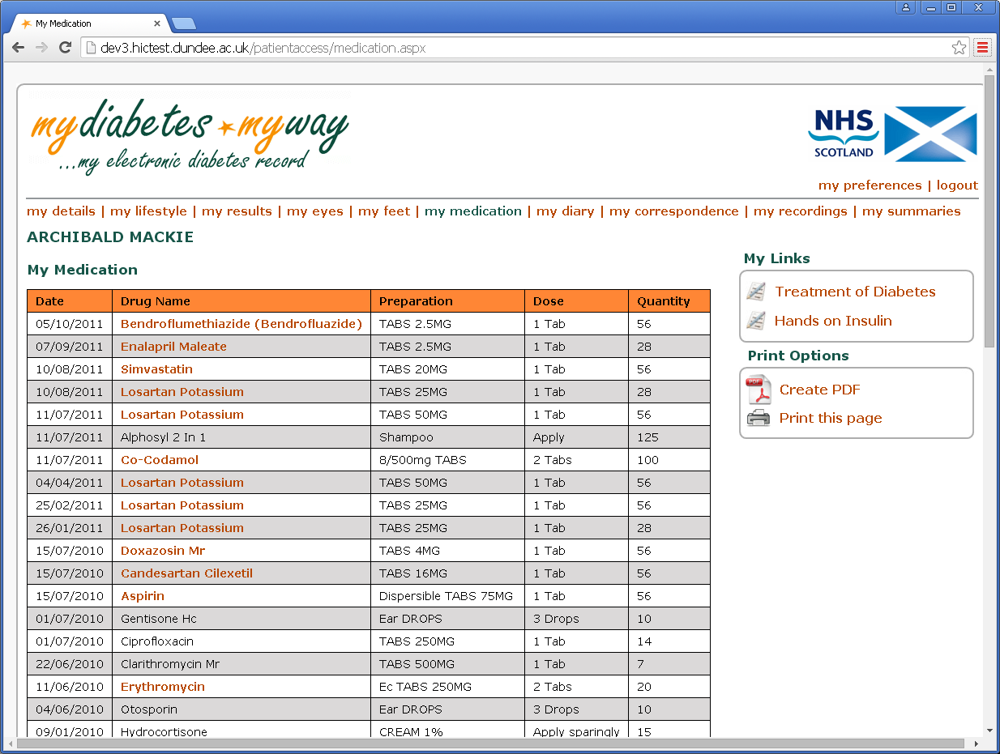 My Medication
dev3.hictest.dundee.ac.uk/patientaccess/medication.aspx
mydiabetes myway
...my electronic diabetes record
NHS
SCOTLAND
my preferences | logout
my details | my lifestyle | my results | my eyes | my feet | my medication | my diary | my correspondence | my recordings | my summaries
ARCHIBALD MACKIE
My Medication
Date Drug Name Preparation Dose Quantity
05/10/2011 Bendroflumethiazide (Bendrofluazide) TABS 2.5MG 1 Tab 56
07/09/2011 Enalapril Maleate TABS 2.5MG 1 Tab 28
10/08/2011 Simvastatin TABS 20MG 1 Tab 56
10/08/2011 Losartan Potassium TABS 25MG 1 Tab 28
11/07/2011 Losartan Potassium TABS 50MG 1 Tab 56
11/07/2011 Alphosyl 2 In 1 Shampoo Apply 125
11/07/2011 Co-Codamol 8/500mg TABS 2 Tabs 100
04/04/2011 Losartan Potassium TABS 50MG 1 Tab 56
25/02/2011 Losartan Potassium TABS 25MG 1 Tab 56
26/01/2011 Losartan Potassium TABS 25MG 1 Tab 28
15/07/2010 Doxazosin Mr TABS 4MG 1 Tab 56
15/07/2010 Candesartan Cilexetil TABS 16MG 1 Tab 56
15/07/2010 Aspirin Dispersible TABS 75MG 1 Tab 56
01/07/2010 Gentisone Hc Ear DROPS 3 Drops 10
01/07/2010 Ciprofloxacin TABS 250MG 1 Tab 14
22/06/2010 Clarithromycin Mr TABS 500MG 1 Tab 7
11/06/2010 Erythromycin Ec TABS 250MG 2 Tabs 20
04/06/2010 Otosporin Ear DROPS 3 Drops 10
09/01/2010 Hydrocortisone CREAM 1% Apply sparingly 15
My Links
Treatment of Diabetes
Hands on Insulin
Print Options
PDF
Create PDF
Print this page